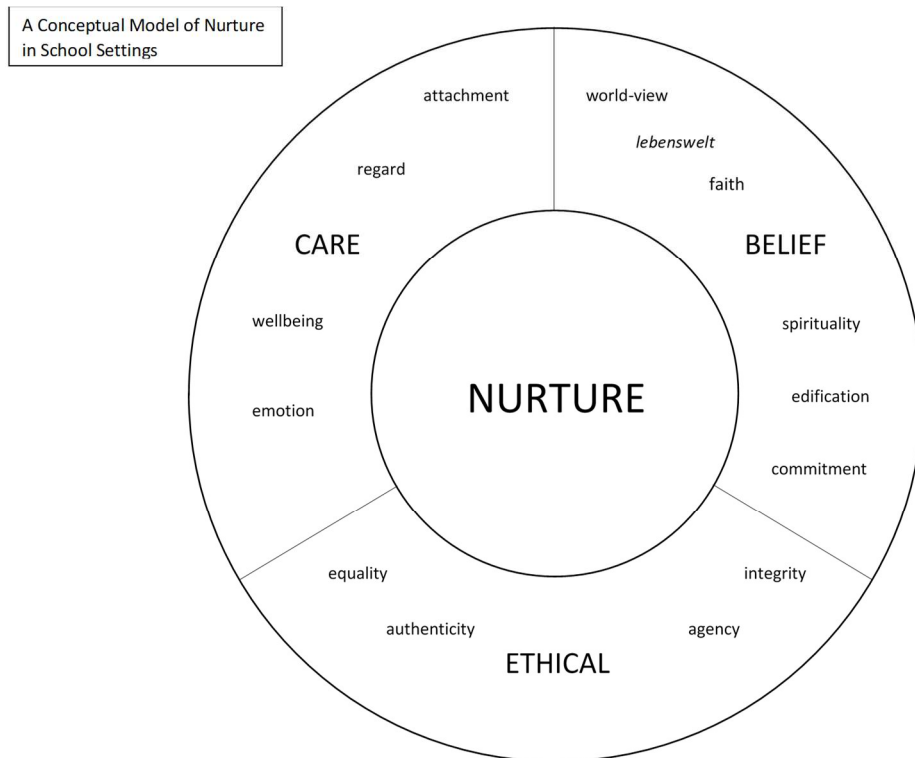 A Conceptual Model of Nurture
in School Settings
attachment
regard
CARE
wellbeing
emotion
world-view
lebenswelt
faith
BELIEF
spirituality
edification
commitment
NURTURE
equality
authenticity
ETHICAL
agency
integrity